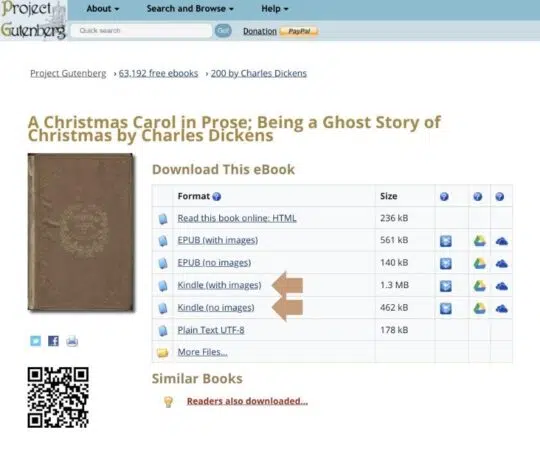 Project
Gutenberg
About Search and Browse Help
Quick search Go! Donation PayPal
Project Gutenberg › 63,192 free ebooks › 200 by Charles Dickens
A Christmas Carol in Prose; Being a Ghost Story of
Christmas by Charles Dickens
Download This eBook
Format ? Size ? ? ?
Read this book online: HTML 236 kB
EPUB (with images) 561 kB
EPUB (no images) 140 kB
Kindle (with images) 1.3 MB
Kindle (no images) 462 kB
Plain Text UTF-8 178 kB
More Files...
Similar Books
Readers also downloaded...